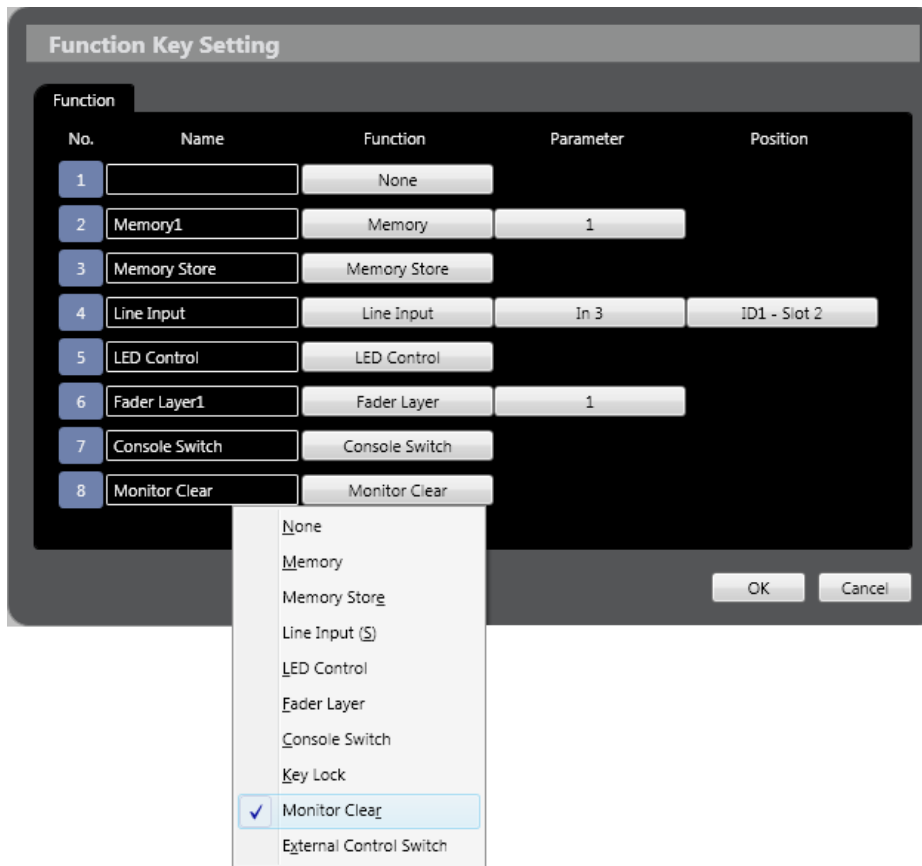 Function Key Setting
Function
No. Name Function Parameter Position
1 None
2 Memory1 Memory 1
3 Memory Store Memory Store
4 Line Input Line Input In 3 ID1 - Slot 2
5 LED Control LED Control
6 Fader Layer1 Fader Layer 1
7 Console Switch Console Switch
8 Monitor Clear Monitor Clear
None
Memory
Memory Store
Line Input (S)
LED Control
Fader Layer
Console Switch
Key Lock
Monitor Clear
External Control Switch
OK Cancel